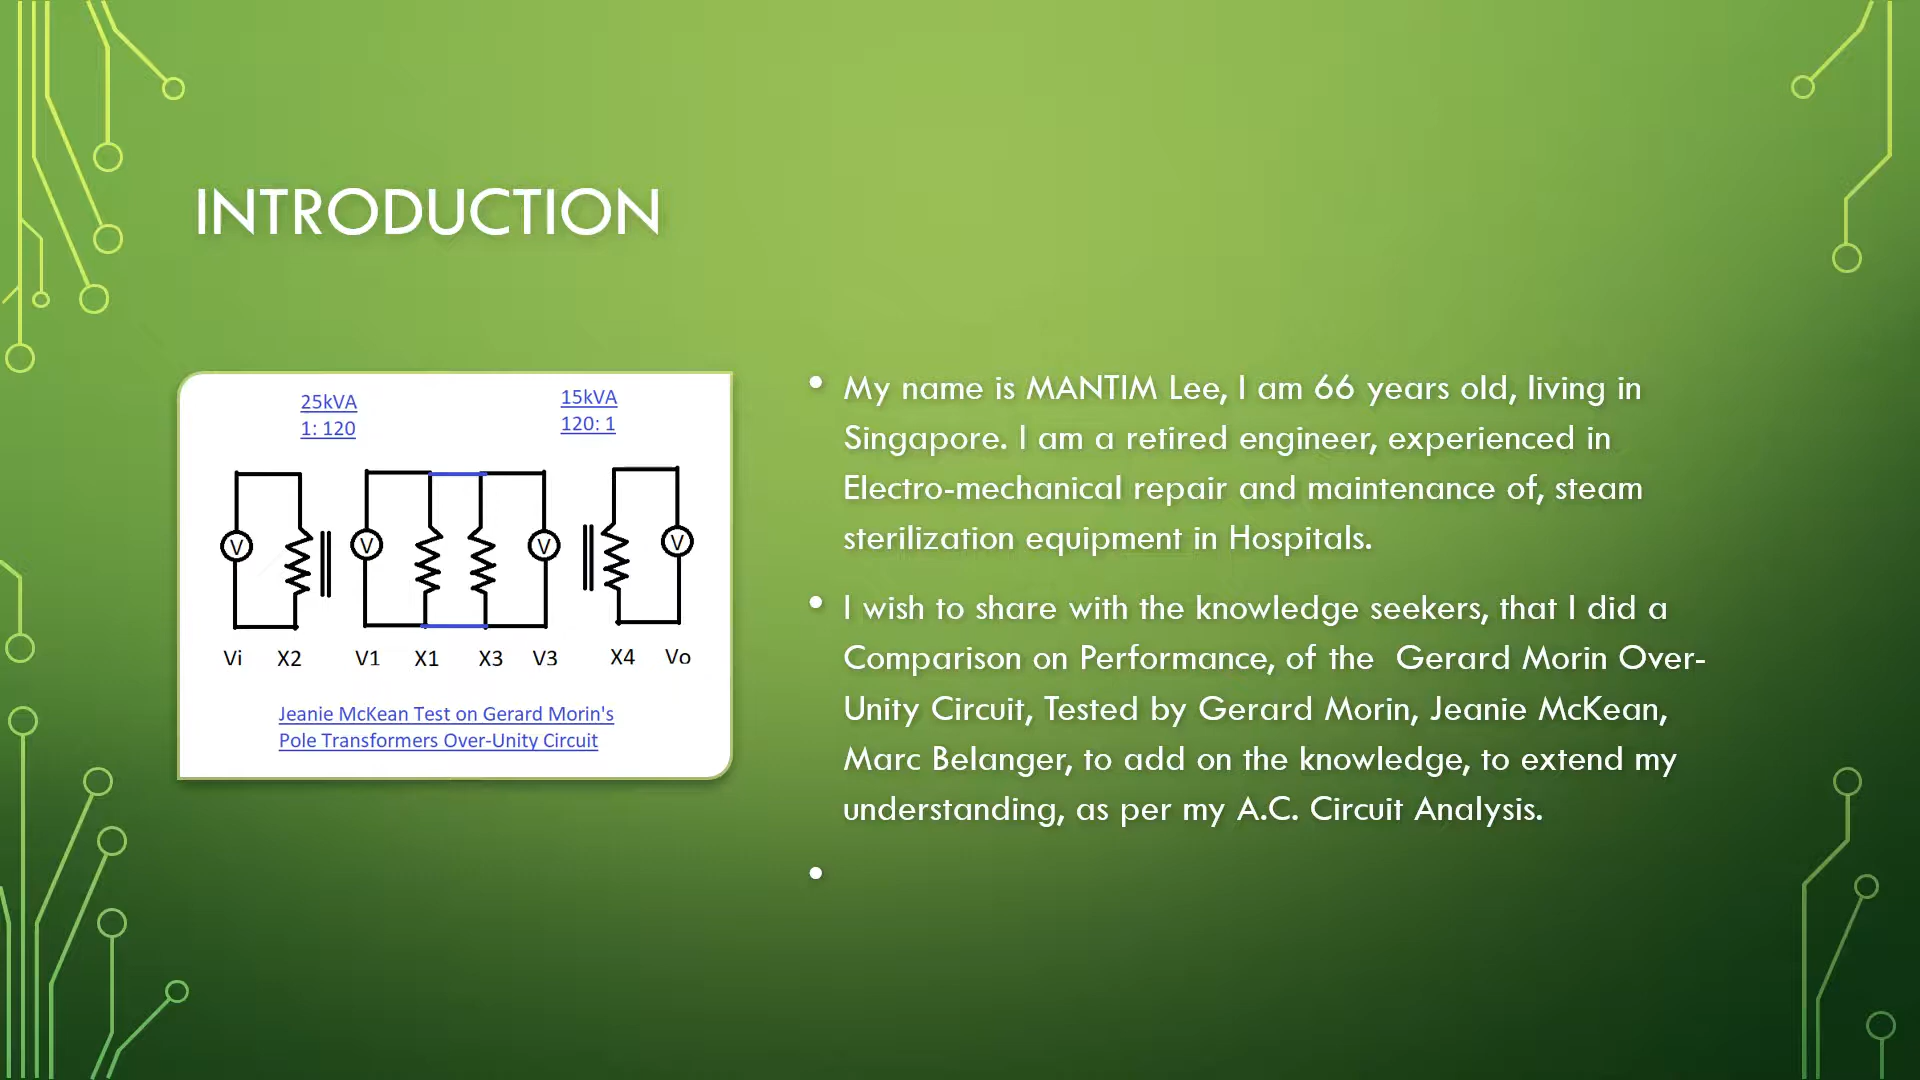 INTRODUCTION
25kVA
1: 120
15kVA
120: 1
V V V V
Vi X2 V1 X1 X3 V3 X4 Vo
Jeanie McKean Test on Gerard Morin's
Pole Transformers Over-Unity Circuit
• My name is MANTIM Lee, I am 66 years old, living in
Singapore. I am a retired engineer, experienced in
Electro-mechanical repair and maintenance of, steam
sterilization equipment in Hospitals.
• I wish to share with the knowledge seekers, that I did a
Comparison on Performance, of the Gerard Morin Over-
Unity Circuit, Tested by Gerard Morin, Jeanie McKean,
Marc Belanger, to add on the knowledge, to extend my
understanding, as per my A.C. Circuit Analysis.
•